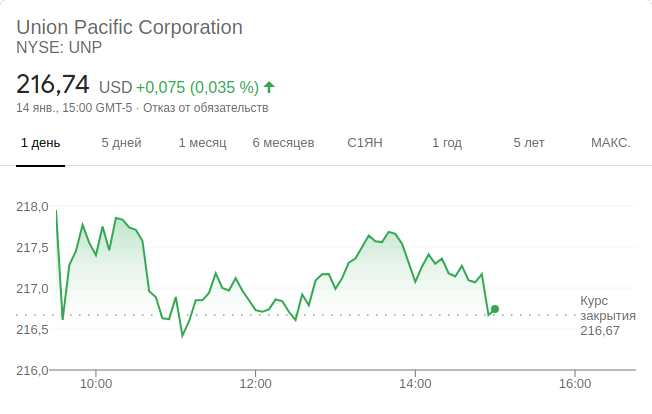 Union Pacific Corporation
NYSE: UNP
216,74 USD +0,075 (0,035 %)
14 янв., 15:00 GMT-5 · Отказ от обязательств
1 день 5 дней 1 месяц 6 месяцев С1ЯН 1 год 5 лет МАКС.
218,0
217,5
217,0
216,5
216,0
Курс
закрытия
216,67
10:00 12:00 14:00 16:00